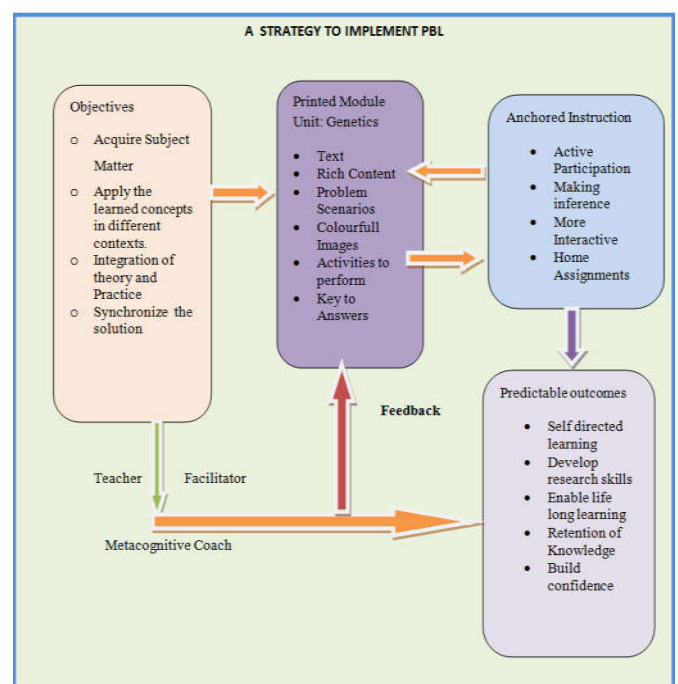 A STRATEGY TO IMPLEMENT PBL
Objectives
o Acquire Subject
Matter
o Apply the
learned concepts
in different
contexts.
o Integration of
theory and
Practice
o Synchronize the
solution
Printed Module
Unit: Genetics
• Text
• Rich Content
• Problem
Scenarios
• Colourfull
Images
• Activities to
perform
• Key to
Answers
Anchored Instruction
• Active
Participation
• Making
inference
• More
Interactive
• Home
Assignments
Feedback
Teacher Facilitator
Metacognitive Coach
Predictable outcomes
• Self directed
learning
• Develop
research skills
• Enable life
long learning
• Retention of
Knowledge
• Build
confidence